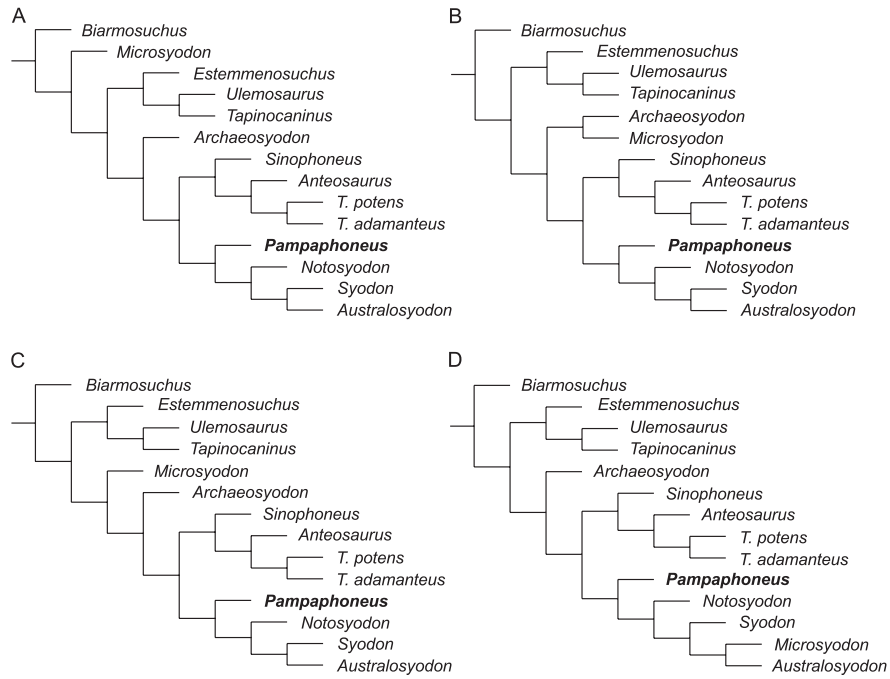 A
Biarmosuchus
Microsyodon
Estemmenosuchus
Ulemosaurus
Tapinocaninus
Archaeosyodon
Sinophoneus
Anteosaurus
T. potens
T. adamanteus
Pampaphoneus
Notosyodon
Syodon
Australosyodon
B
Biarmosuchus
Estemmenosuchus
Ulemosaurus
Tapinocaninus
Archaeosyodon
Microsyodon
Sinophoneus
Anteosaurus
T. potens
T. adamanteus
Pampaphoneus
Notosyodon
Syodon
Australosyodon
C
Biarmosuchus
Estemmenosuchus
Ulemosaurus
Tapinocaninus
Microsyodon
Archaeosyodon
Sinophoneus
Anteosaurus
T. potens
T. adamanteus
Pampaphoneus
Notosyodon
Syodon
Australosyodon
D
Biarmosuchus
Estemmenosuchus
Ulemosaurus
Tapinocaninus
Archaeosyodon
Sinophoneus
Anteosaurus
T. potens
T. adamanteus
Pampaphoneus
Notosyodon
Syodon
Microsyodon
Australosyodon